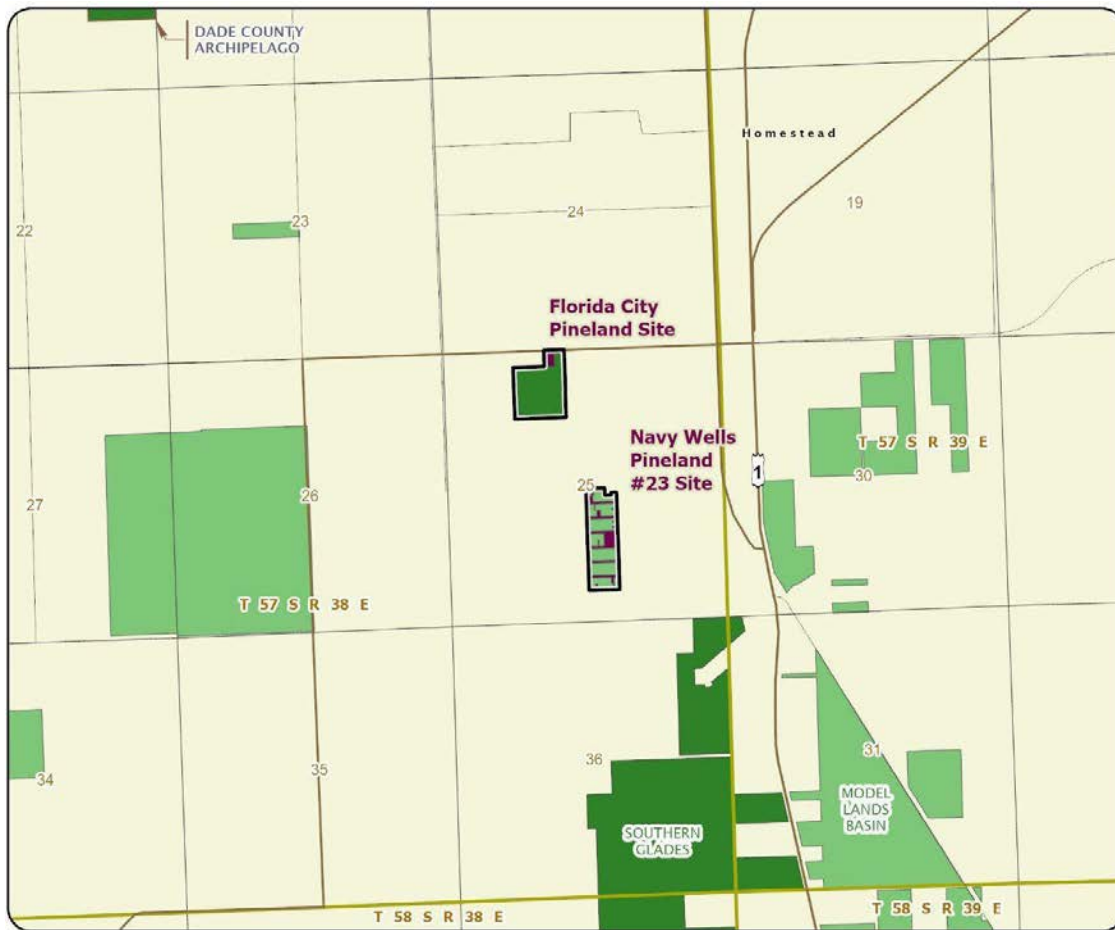 DADE COUNTY
ARCHIPELAGO
Homestead
22
23
24
19
Florida City
Pineland Site
Navy Wells
Pineland
#23 Site
1
T 57 S R 39 E
30
27
26
25
T 57 S R 38 E
34
35
36
31
MODEL
LANDS
BASIN
SOUTHERN
GLADES
T 58 S R 38 E
T 58 S R 39 E